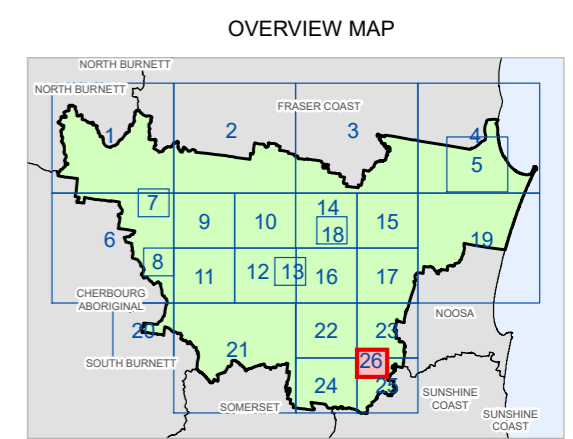 OVERVIEW MAP
NORTH BURNETT
NORTH BURNETT
FRASER COAST
1
2
3
4
5
7
14
9
10
15
18
6
19
8
11
12
13
16
17
CHERBOURG
ABORIGINAL
NOOSA
20
22
23
21
26
SOUTH BURNETT
24
25
SUNSHINE
COAST
SOMERSET
SUNSHINE
COAST